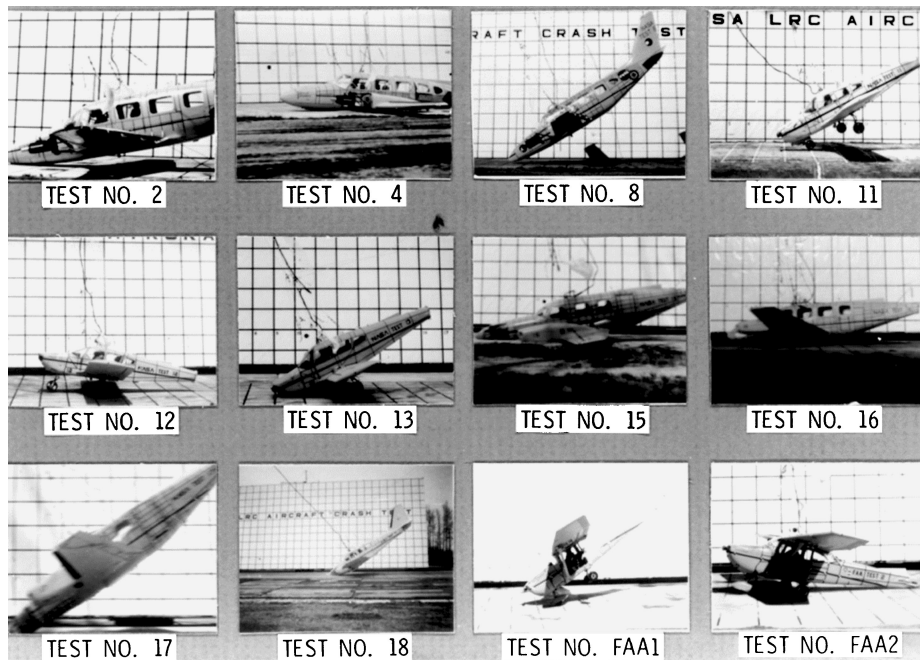 RAFT CRASH TEST
SA LRC AIRC
TEST NO. 2
TEST NO. 4
TEST NO. 8
TEST NO. 11
TEST NO. 12
TEST NO. 13
TEST NO. 15
TEST NO. 16
LRC AIRCRAFT CRASH TEST
TEST NO. 17
TEST NO. 18
TEST NO. FAA1
TEST NO. FAA2